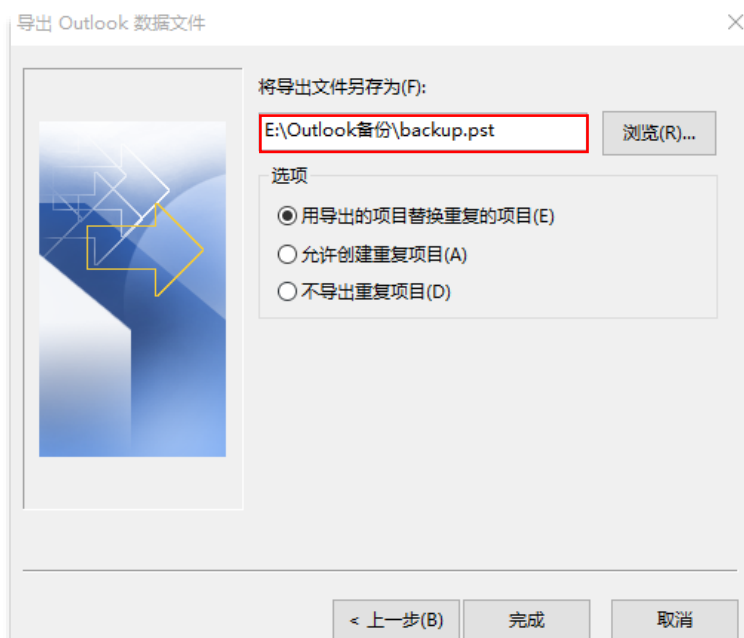 导出 Outlook 数据文件
将导出文件另存为(F):
E:\Outlook备份\backup.pst
浏览(R)...
选项
用导出的项目替换重复的项目(E)
允许创建重复项目(A)
不导出重复项目(D)
< 上一步(B)
完成
取消